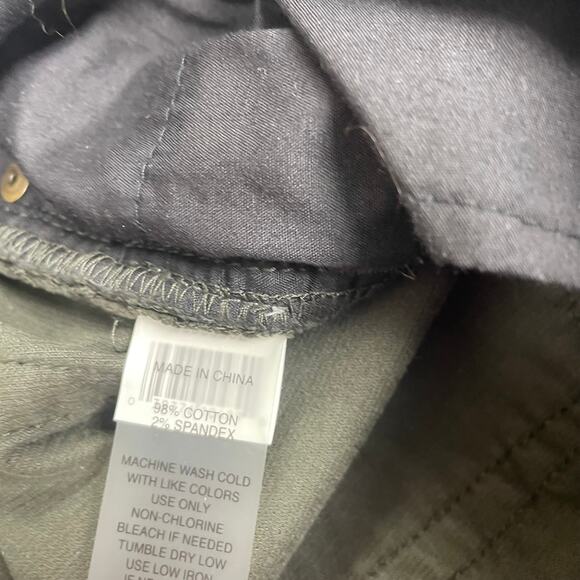 MADE IN CHINA
0
98% COTTON
2% SPANDEX
MACHINE WASH COLD
WITH LIKE COLORS
USE ONLY
NON-CHLORINE
BLEACH IF NEEDED
TUMBLE DRY LOW
USE LOW IRON